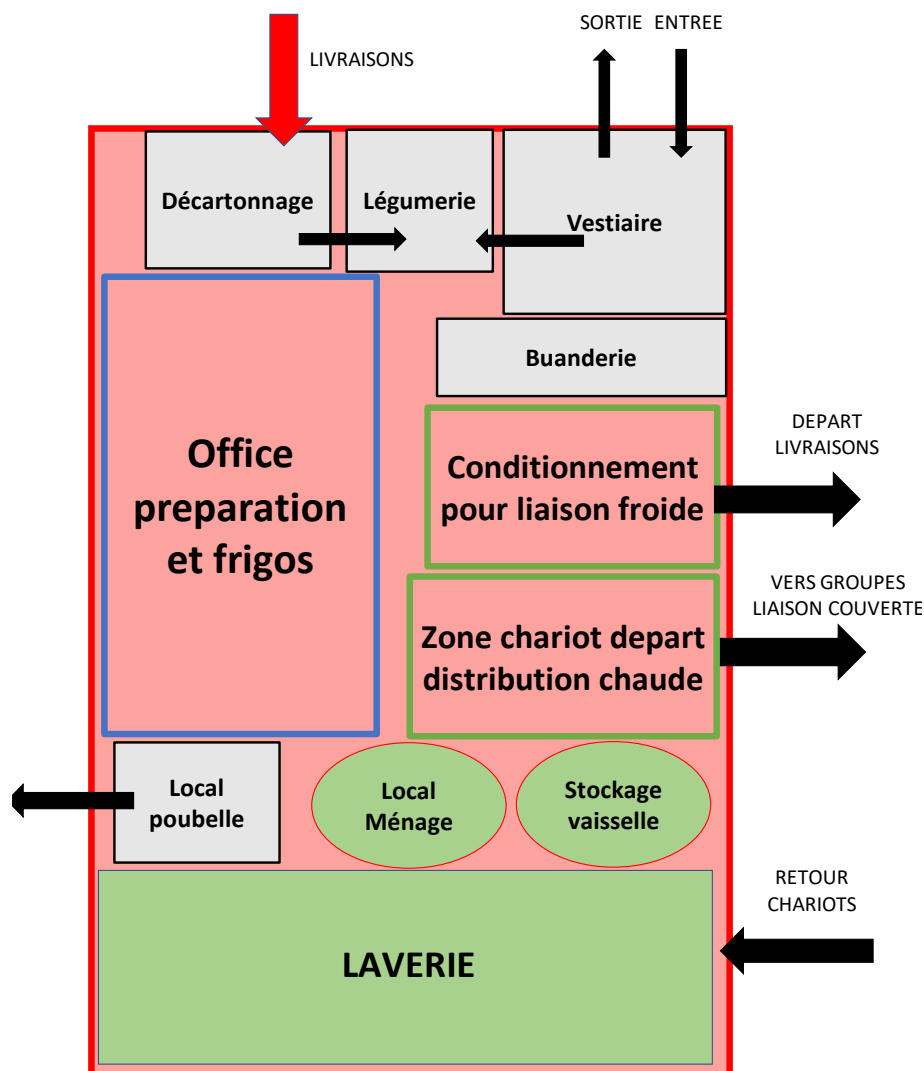 SORTIE ENTREE
LIVRAISONS
Décartonnage
Légumerie
Vestiaire
Buanderie
Office
preparation
et frigos
Conditionnement
pour liaison froide
DEPART
LIVRAISONS
Zone chariot depart
distribution chaude
VERS GROUPES
LIAISON COUVERTE
Local
poubelle
Local
Ménage
Stockage
vaisselle
RETOUR
CHARIOTS
LAVERIE